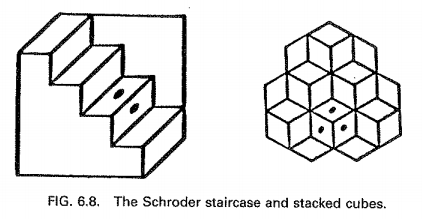 FIG. 6.8. The Schroder staircase and stacked cubes.